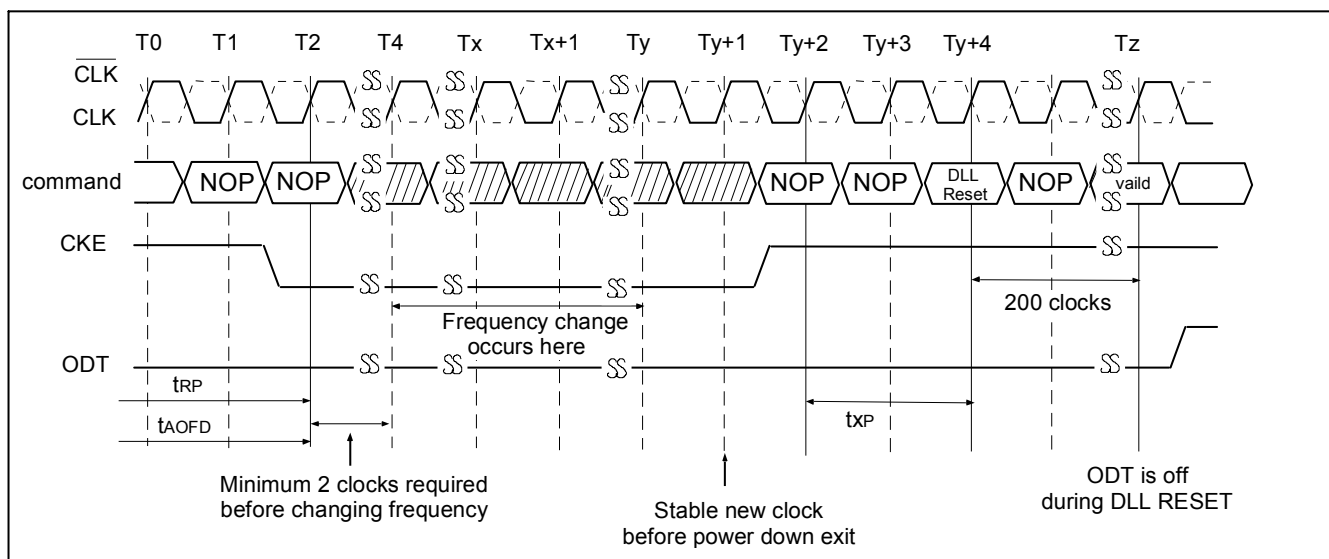 T0 T1 T2 T4 Tx Tx+1 Ty Ty+1 Ty+2 Ty+3 Ty+4 Tz
CLK
CLK
command NOP NOP NOP NOP DLL Reset NOP vaild
CKE
200 clocks
Frequency change
occurs here
ODT
tRP
tAOFD
txP
Minimum 2 clocks required
before changing frequency
Stable new clock
before power down exit
ODT is off
during DLL RESET